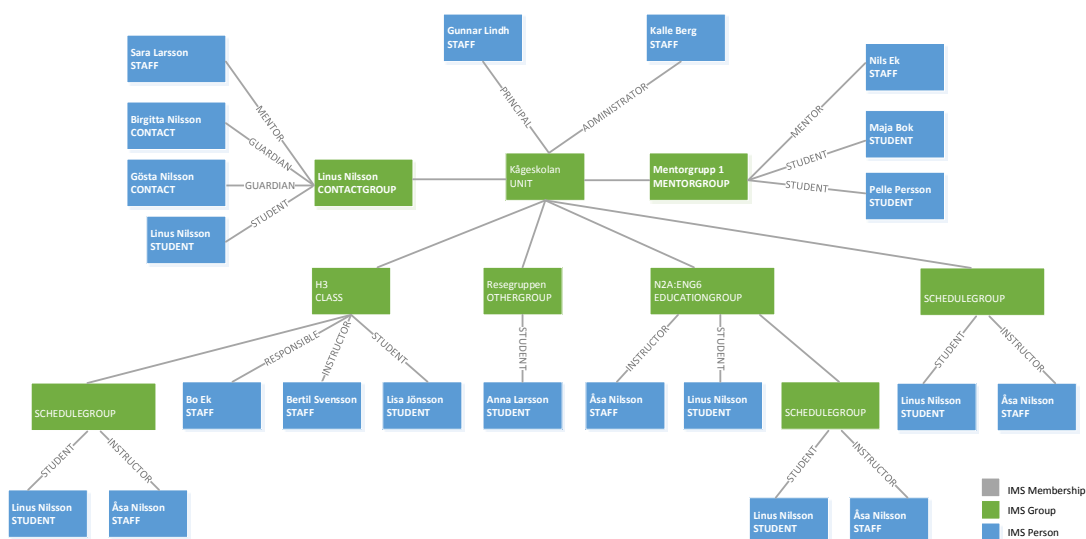 Gunnar Lindh
STAFF
Kalle Berg
STAFF
Sara Larsson
STAFF
Nils Ek
STAFF
PRINCIPAL
ADMINISTRATOR
MENTOR
MENTOR
Birgitta Nilsson
CONTACT
GUARDIAN
Maja Bok
STUDENT
STUDENT
Gösta Nilsson
CONTACT
GUARDIAN
Linus Nilsson
CONTACTGROUP
Kågeskolan
UNIT
Mentorgrupp 1
MENTORGROUP
STUDENT
Pelle Persson
STUDENT
STUDENT
Linus Nilsson
STUDENT
H3
CLASS
Resegruppen
OTHERGROUP
N2A:ENG6
EDUCATIONGROUP
SCHEDULEGROUP
RESPONSIBLE
INSTRUCTOR
STUDENT
STUDENT
INSTRUCTOR
STUDENT
STUDENT
INSTRUCTOR
SCHEDULEGROUP
Bo Ek
STAFF
Bertil Svensson
STAFF
Lisa Jönsson
STUDENT
Anna Larsson
STUDENT
Åsa Nilsson
STAFF
Linus Nilsson
STUDENT
SCHEDULEGROUP
Linus Nilsson
STUDENT
Åsa Nilsson
STAFF
STUDENT
INSTRUCTOR
STUDENT
INSTRUCTOR
Linus Nilsson
STUDENT
Åsa Nilsson
STAFF
Linus Nilsson
STUDENT
Åsa Nilsson
STAFF
IMS Membership
IMS Group
IMS Person